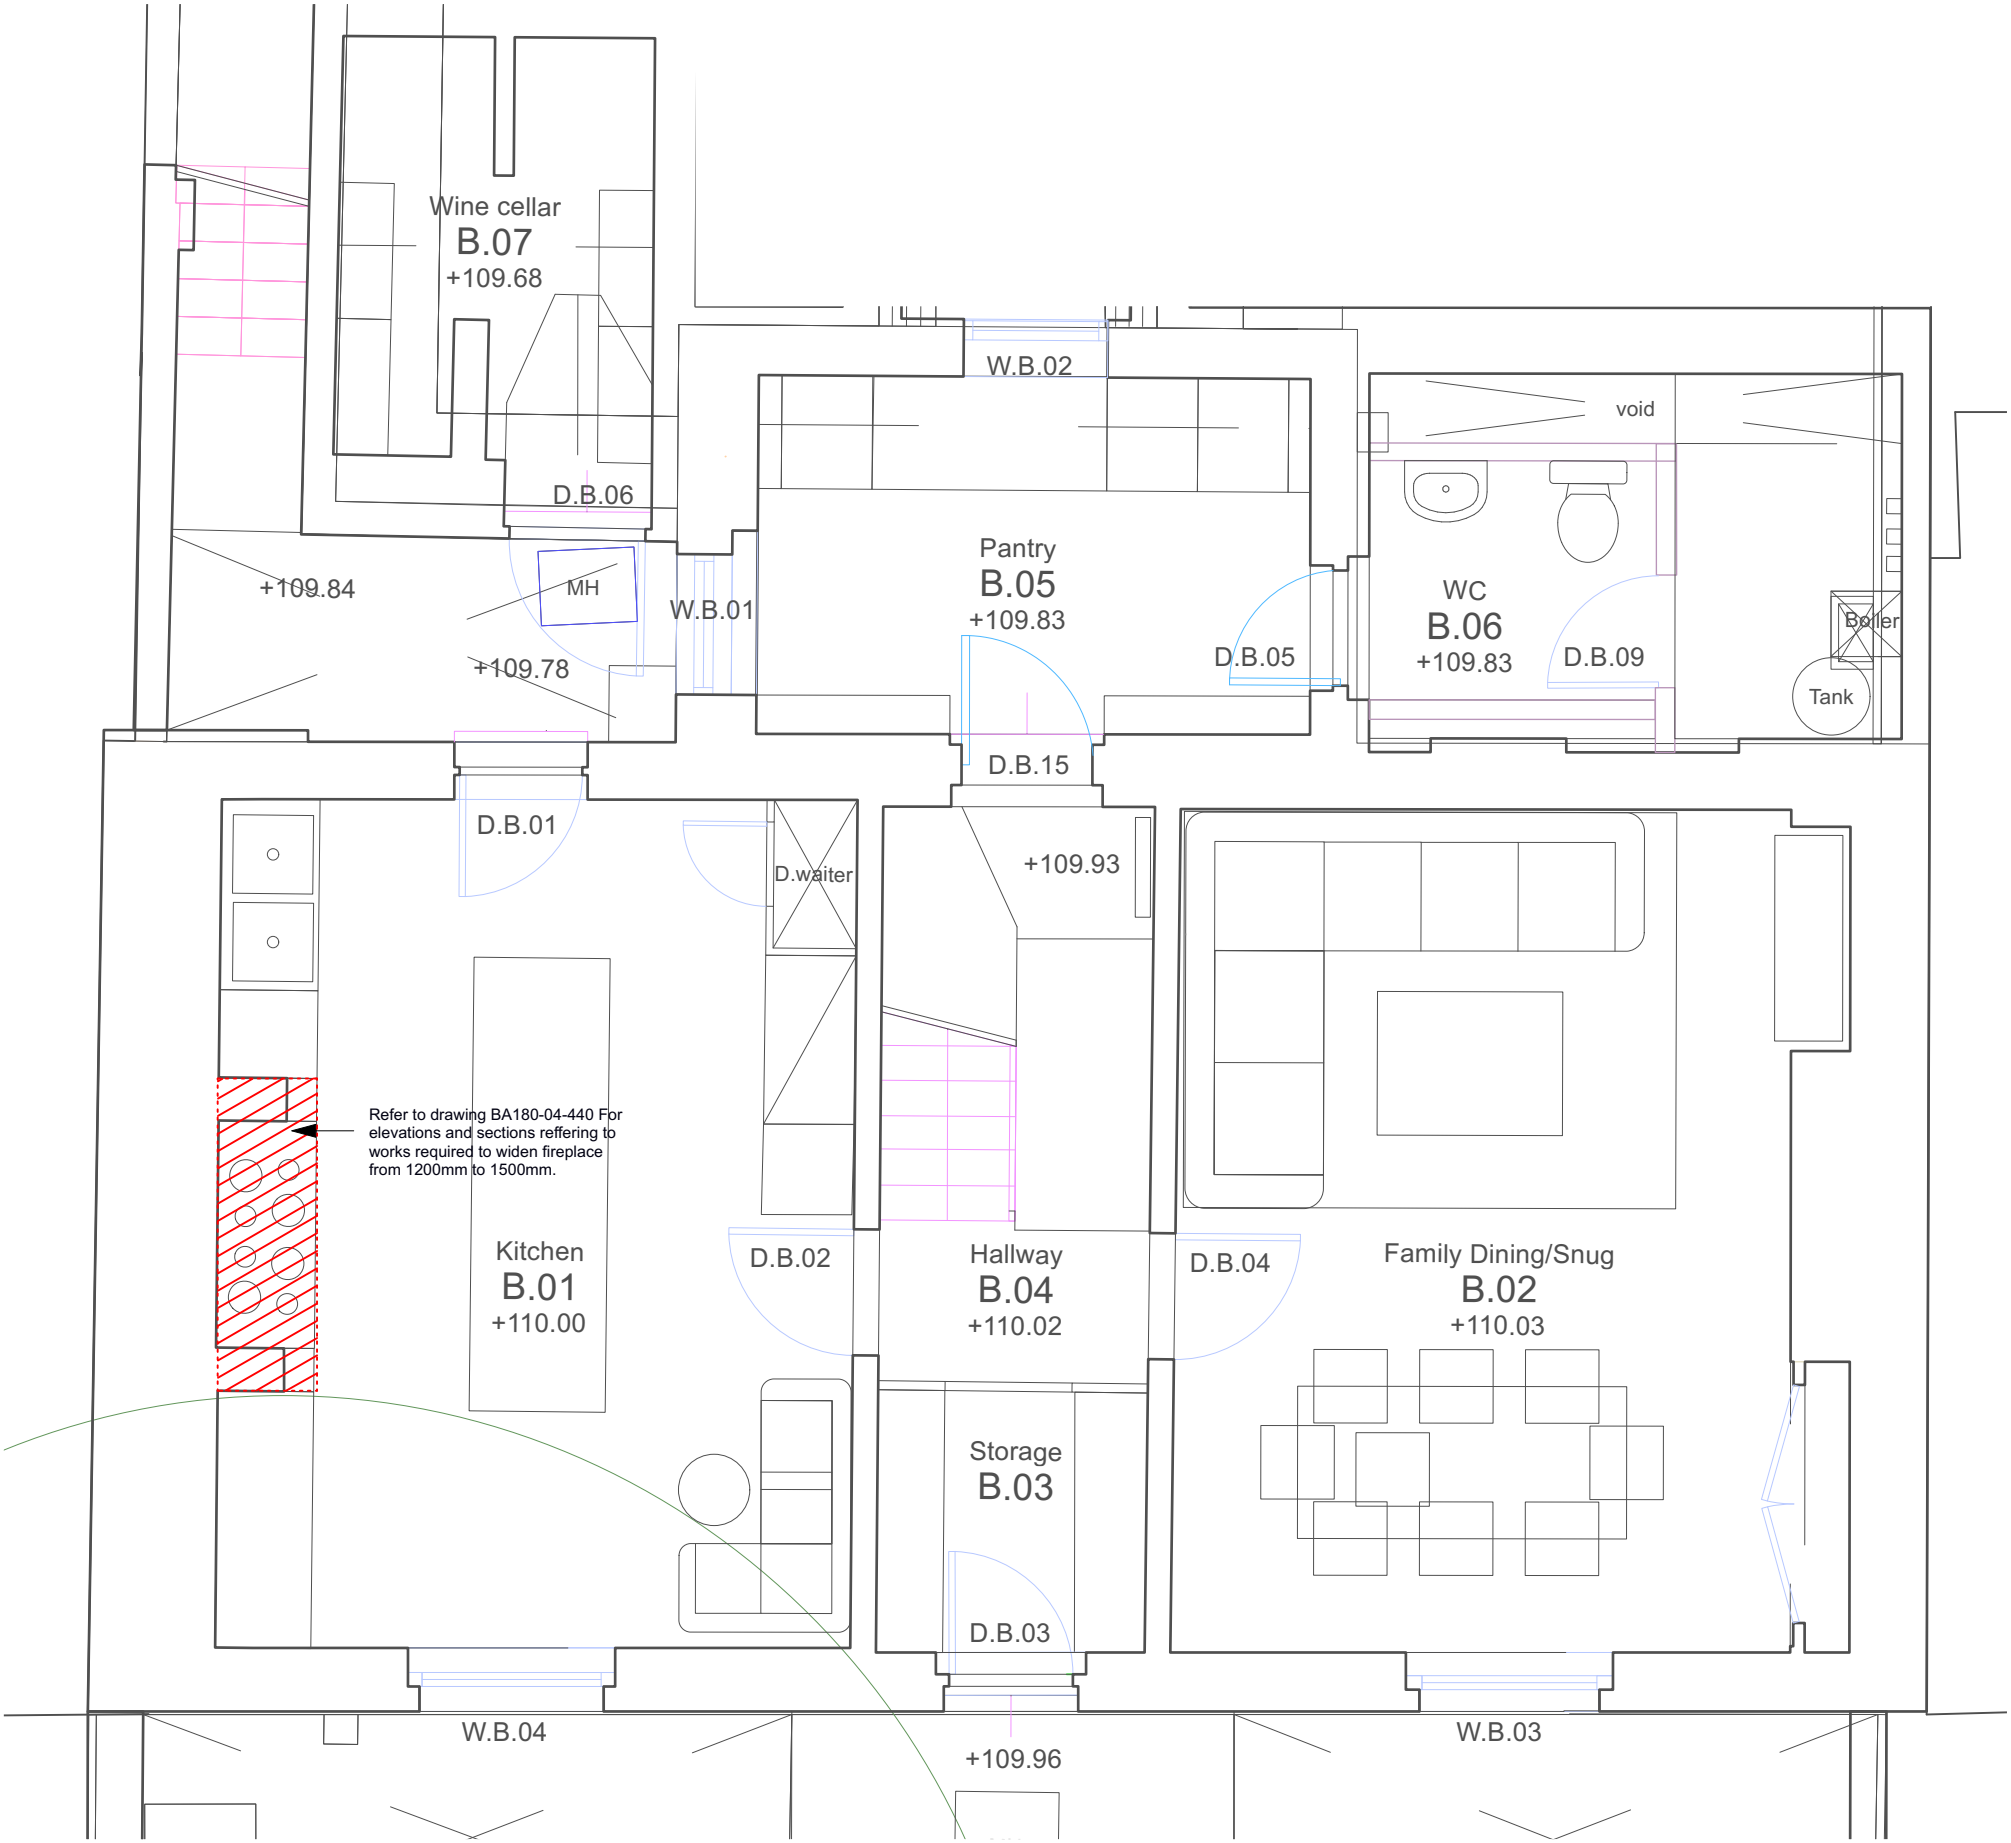 Wine cellar
B.07
+109.68
W.B.02
void
D.B.06
Pantry
B.05
+109.83
+109.84
MH
W.B.01
WC
B.06
+109.83
Boiler
D.B.05
D.B.09
+109.78
Tank
D.B.15
D.B.01
D.waiter
+109.93
Refer to drawing BA180-04-440 For
elevations and sections reffering to
works required to widen fireplace
from 1200mm to 1500mm.
Kitchen
B.01
+110.00
D.B.02
Hallway
B.04
+110.02
D.B.04
Family Dining/Snug
B.02
+110.03
Storage
B.03
D.B.03
W.B.04
+109.96
W.B.03